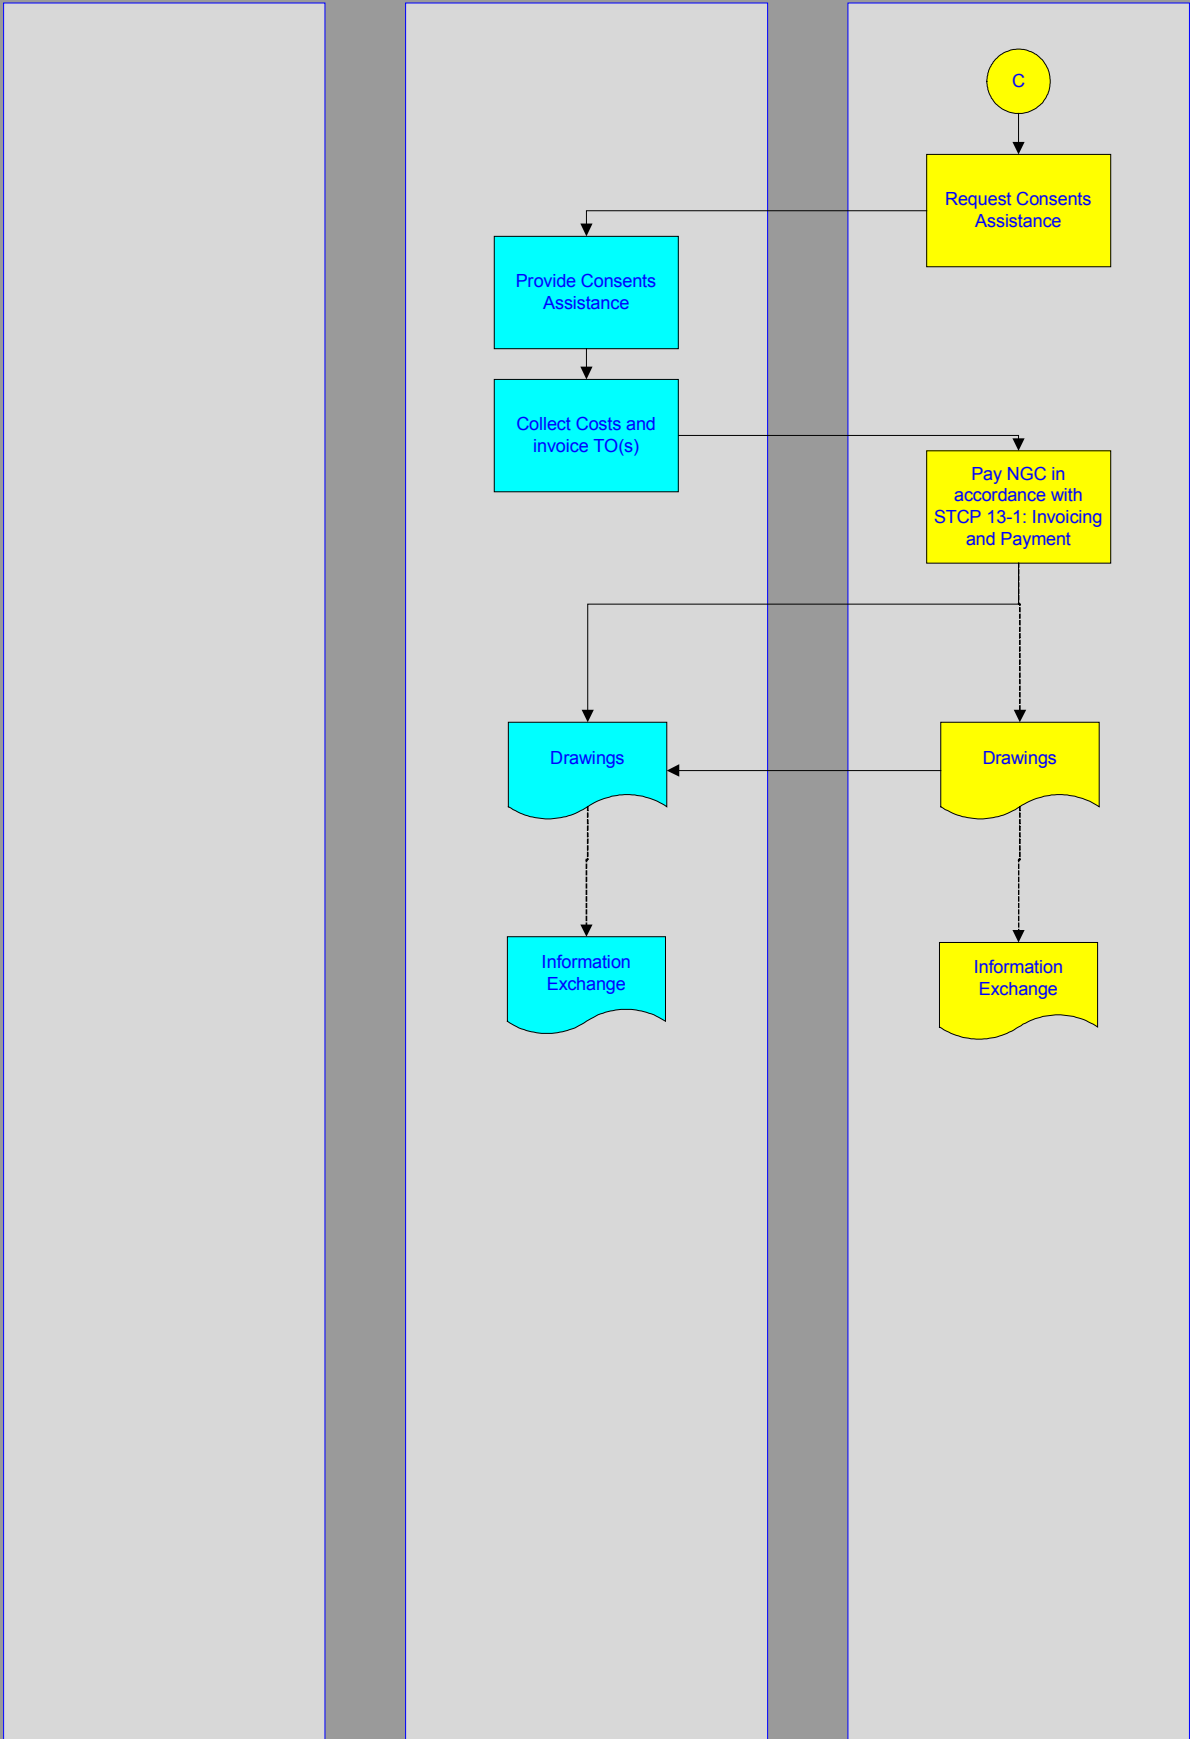 C
Request Consents
Assistance
Provide Consents
Assistance
Collect Costs and
invoice TO(s)
Pay NGC in
accordance with
STCP 13-1: Invoicing
and Payment
Drawings
Drawings
Information
Exchange
Information
Exchange